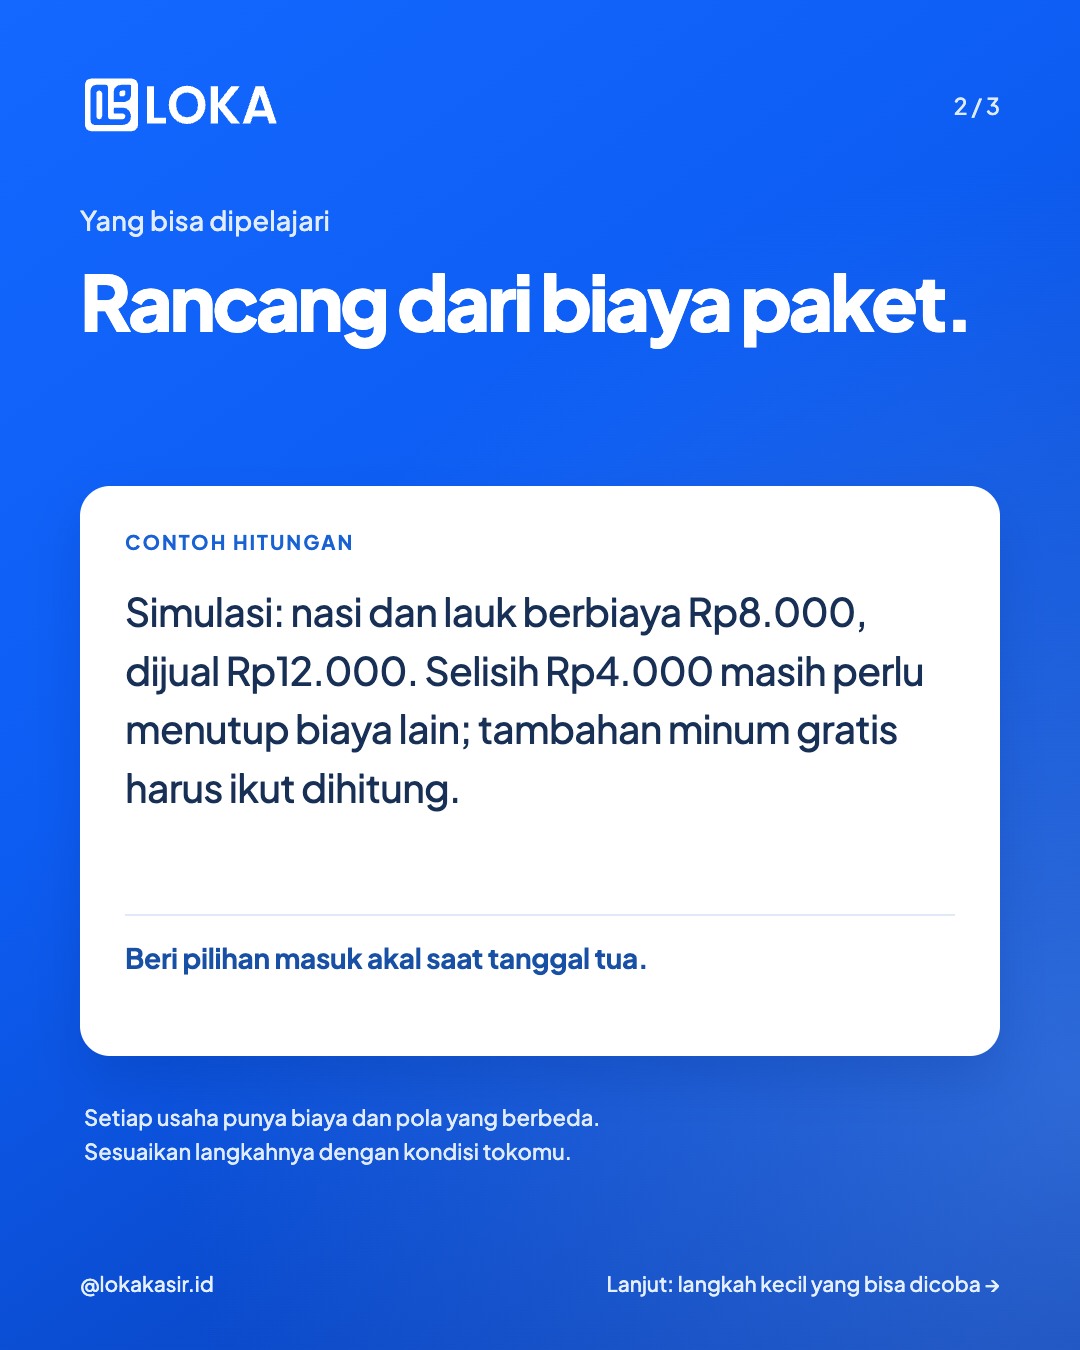 LOKA
2/3
Yang bisa dipelajari
Rancang dari biaya paket.
CONTOH HITUNGAN
Simulasi: nasi dan lauk berbiaya Rp8.000,
dijual Rp12.000. Selisih Rp4.000 masih perlu
menutup biaya lain; tambahan minum gratis
harus ikut dihitung.
Beri pilihan masuk akal saat tanggal tua.
Setiap usaha punya biaya dan pola yang berbeda.
Sesuaikan langkahnya dengan kondisi tokomu.
@lokakasir.id
Lanjut: langkah kecil yang bisa dicoba →